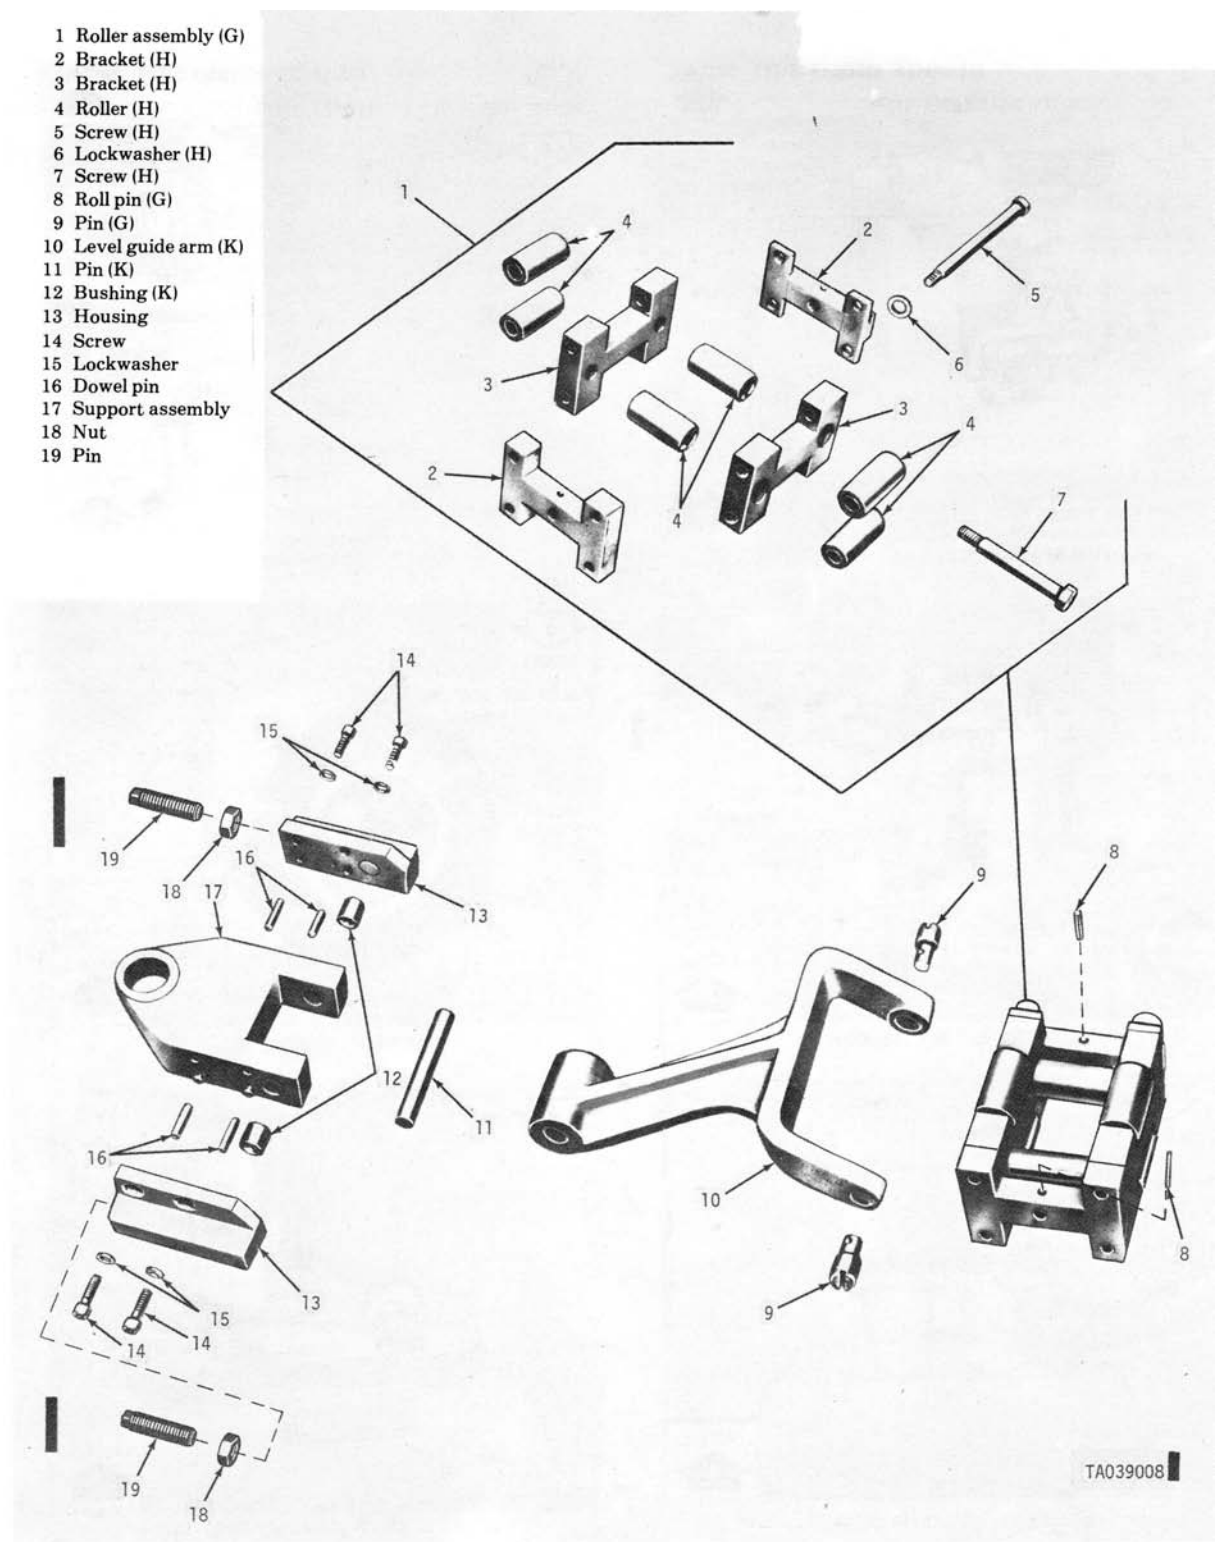 1 Roller assembly (G)
2 Bracket (H)
3 Bracket (H)
4 Roller (H)
5 Screw (H)
6 Lockwasher (H)
7 Screw (H)
8 Roll pin (G)
9 Pin (G)
10 Level guide arm (K)
11 Pin (K)
12 Bushing (K)
13 Housing
14 Screw
15 Lockwasher
16 Dowel pin
17 Support assembly
18 Nut
19 Pin
1
4
2
5
6
3
3
4
2
4
7
14
15
19
18
16
17
13
9
8
12
11
16
10
8
13
15
14
14
9
19
18
TA039008